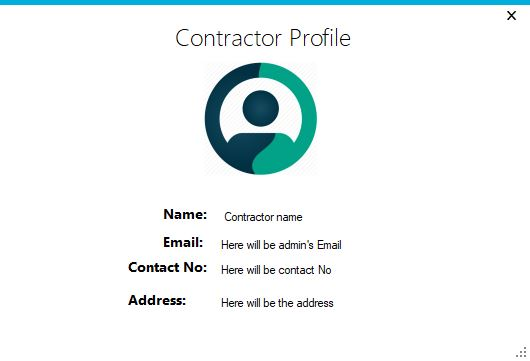 Contractor Profile
Name: Contractor name
Email: Here will be admin's Email
Contact No: Here will be contact No
Address: Here will be the address